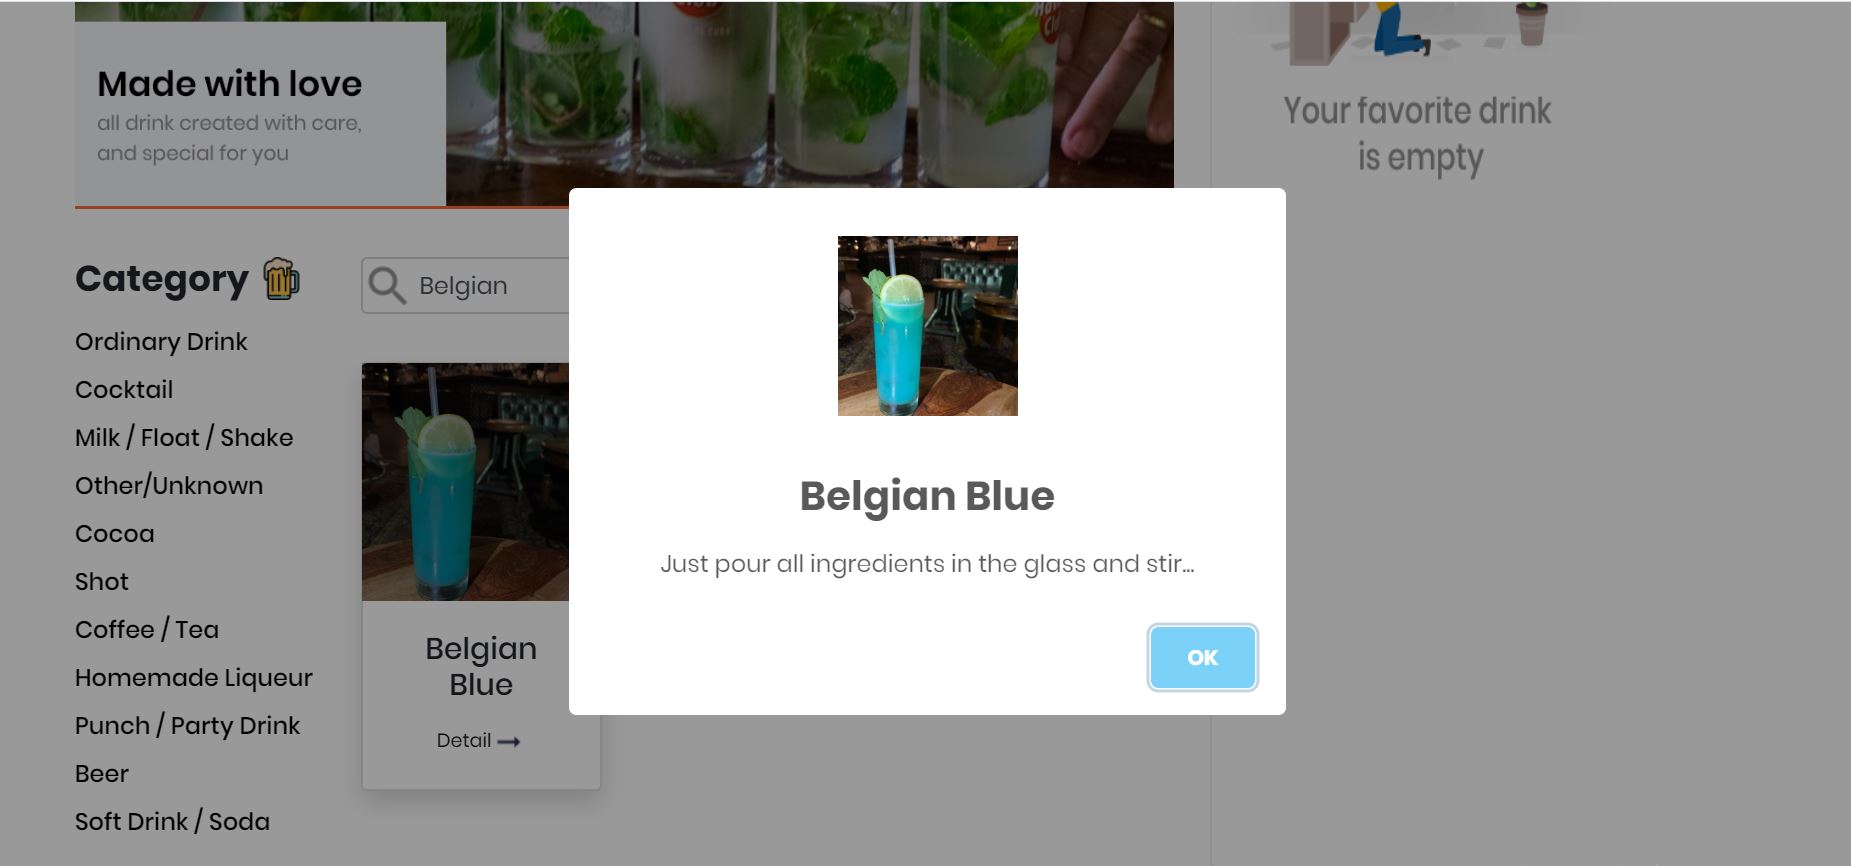 Made with love
all drink created with care,
and special for you
Your favorite drink
is empty
Category
Belgian
Ordinary Drink
Cocktail
Milk / Float / Shake
Other/Unknown
Cocoa
Shot
Coffee / Tea
Homemade Liqueur
Punch / Party Drink
Beer
Soft Drink / Soda
Belgian
Blue
Detail
Belgian Blue
Just pour all ingredients in the glass and stir...
OK